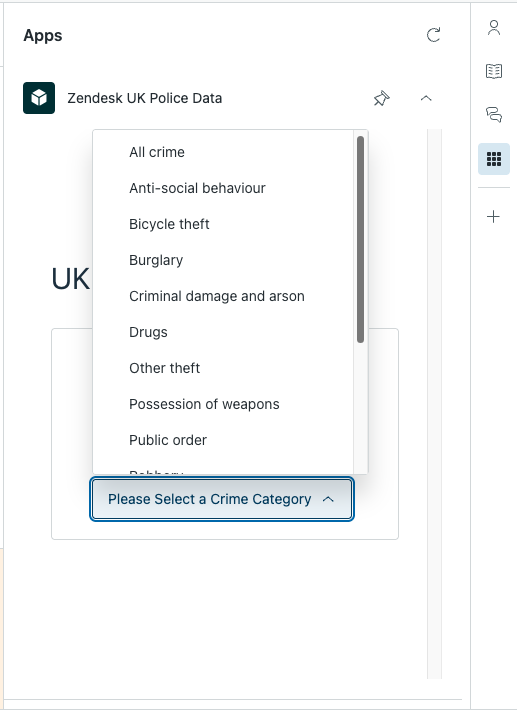 Apps
Zendesk UK Police Data
All crime
Anti-social behaviour
Bicycle theft
Burglary
UK
Criminal damage and arson
Drugs
Other theft
Possession of weapons
Public order
Please Select a Crime Category